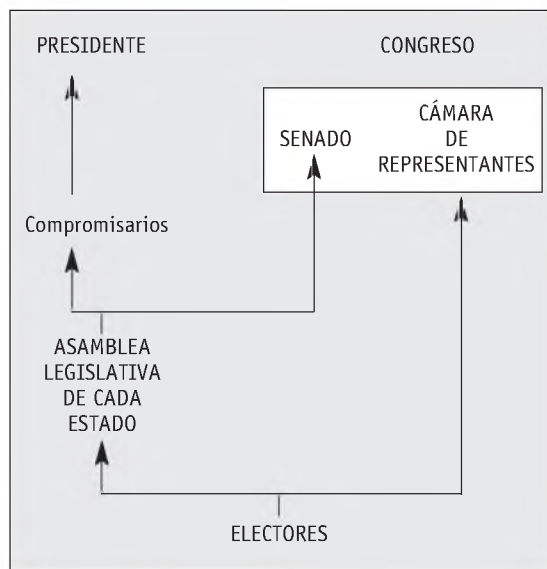 PRESIDENTE
CONGRESO
SENADO
CÁMARA
DE
REPRESENTANTES
Compromisarios
ASAMBLEA
LEGISLATIVA
DE CADA
ESTADO
ELECTORES